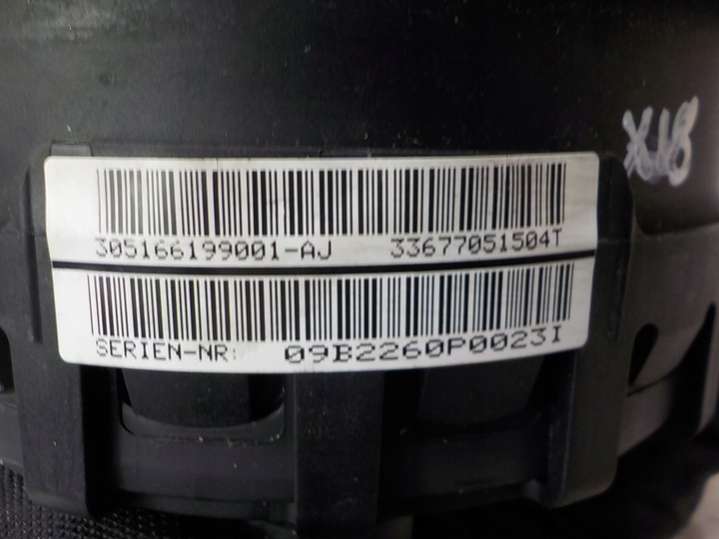 X18
305166199001-AJ 33677051504T
SERIEN-NR: 09B2260P0023I